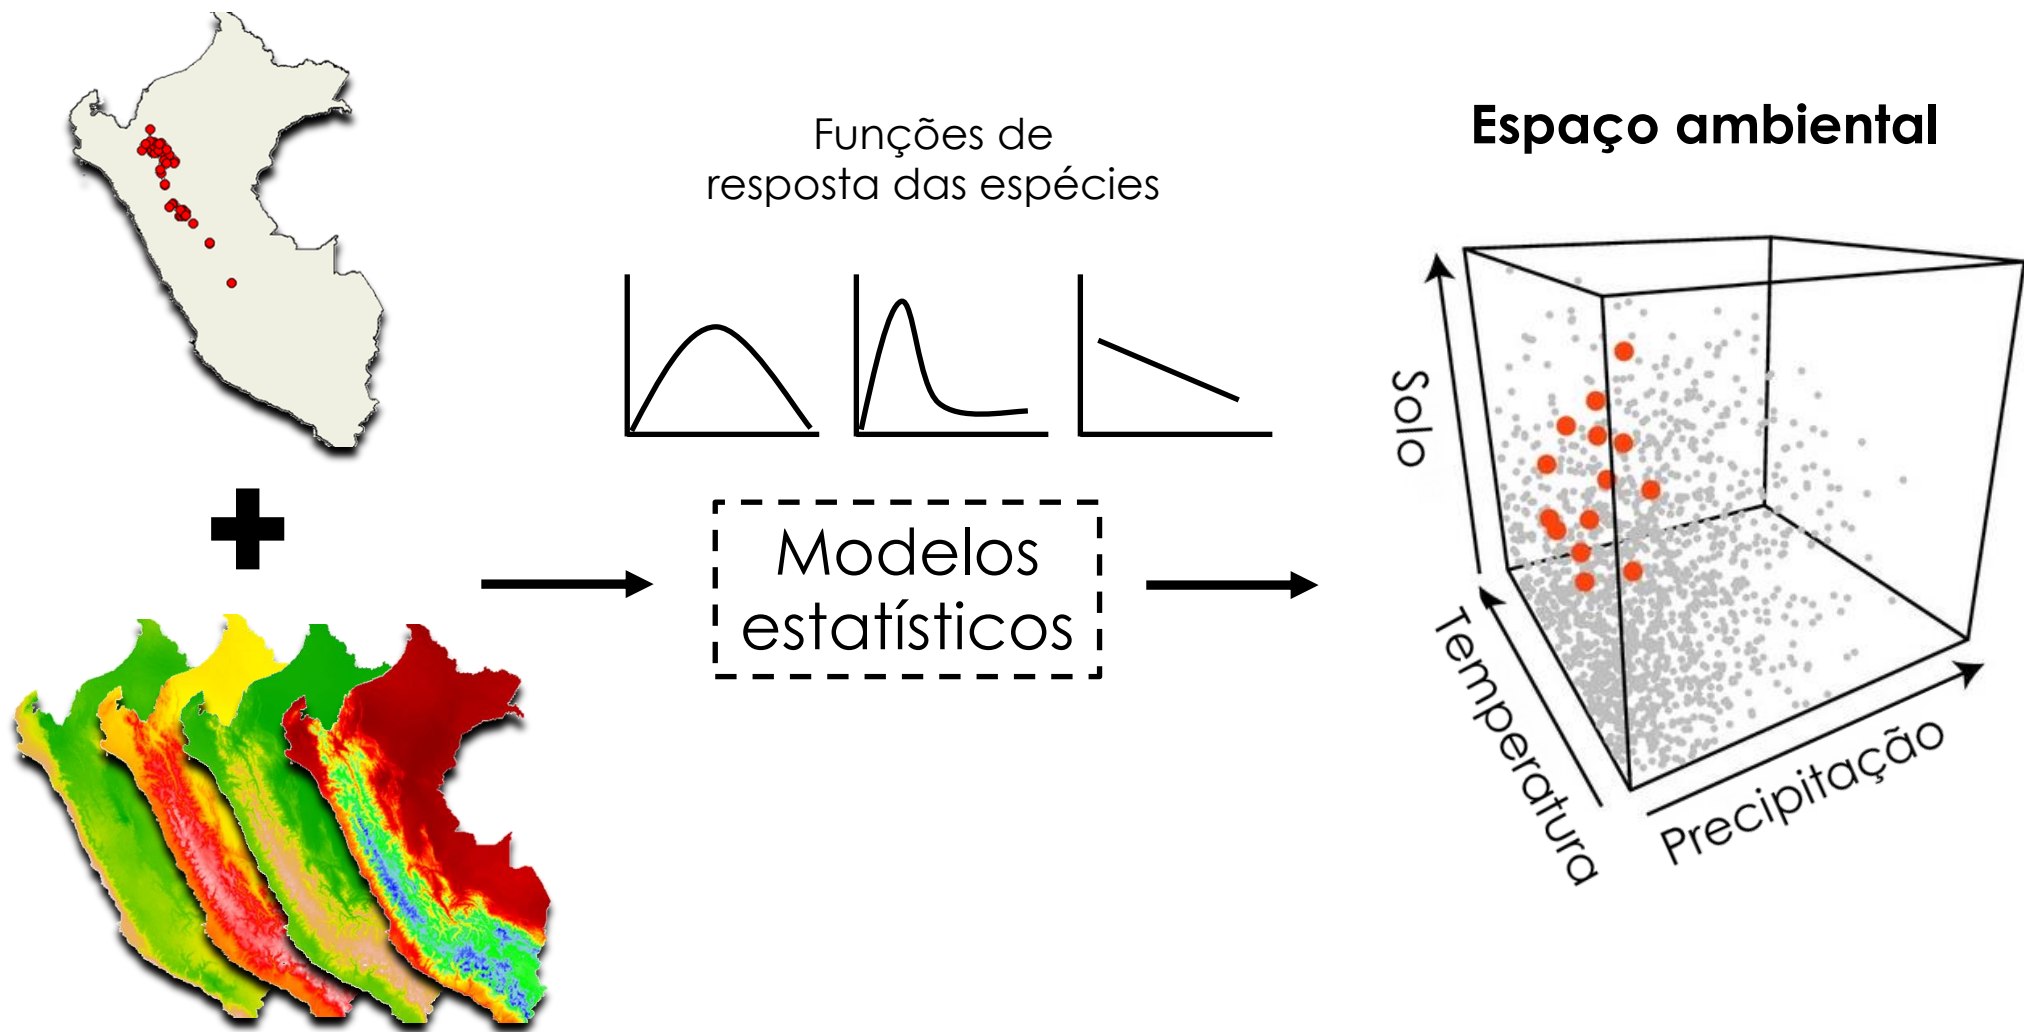 Funções de
resposta das espécies
Modelos
estatísticos
Espaço ambiental
Solo
Temperatura
Precipitação